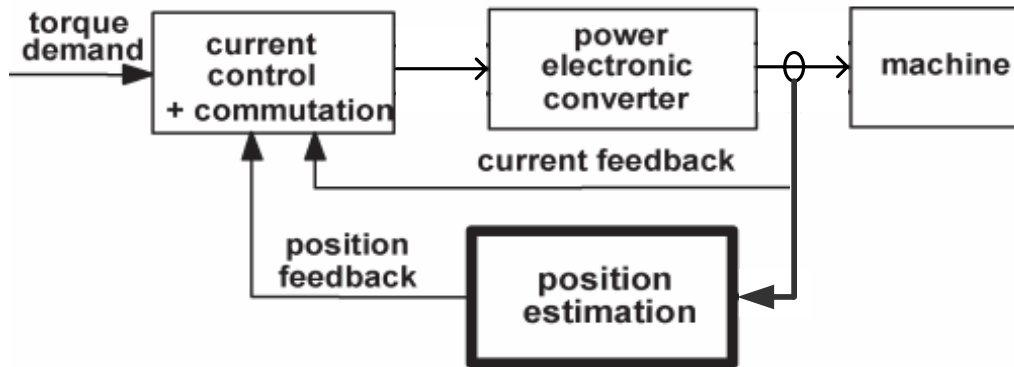 torque
demand
current
control
+ commutation
power
electronic
converter
machine
current feedback
position
feedback
position
estimation